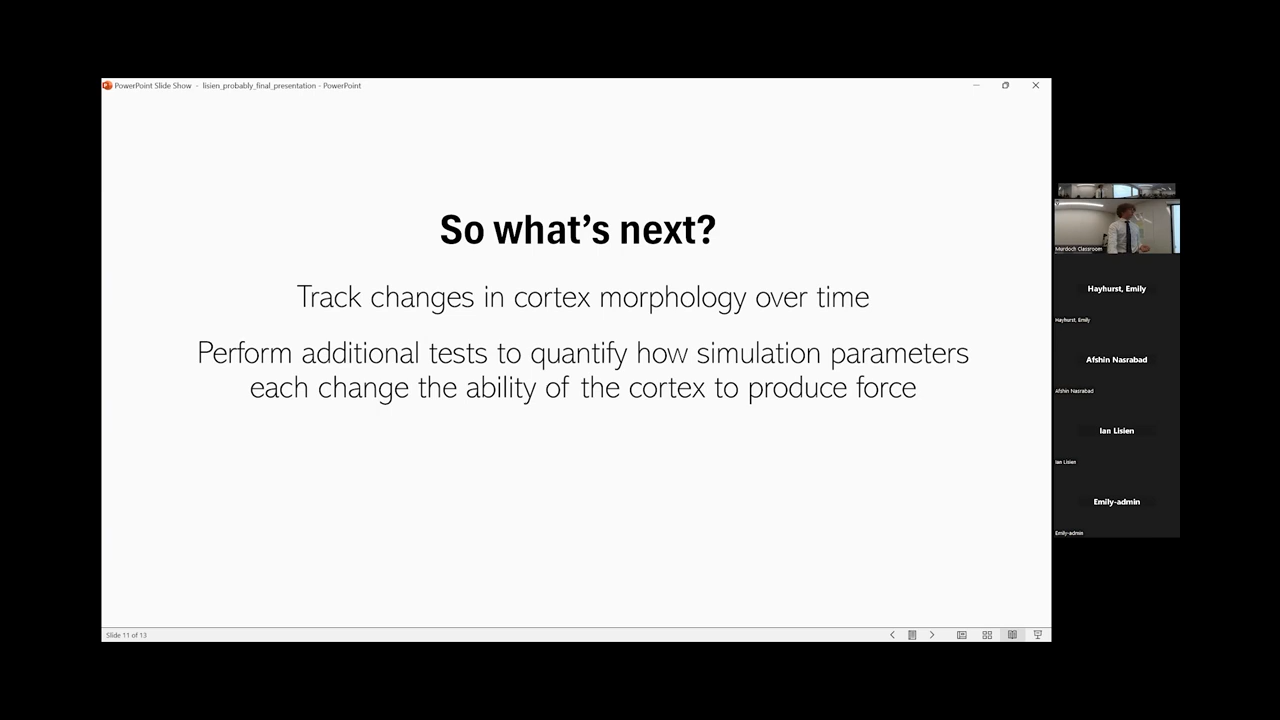 PowerPoint Slide Show - lisien_probably_final_presentation - PowerPoint
So what's next?
Track changes in cortex morphology over time
Perform additional tests to quantify how simulation parameters
each change the ability of the cortex to produce force
Slide 11 of 13
Murdoch Classroom
Hayhurst, Emily
Hayhurst, Emily
Afshin Nasrabad
Afshin Nasrabad
Ian Lisien
Ian Lisien
Emily-admin
Emily-admin